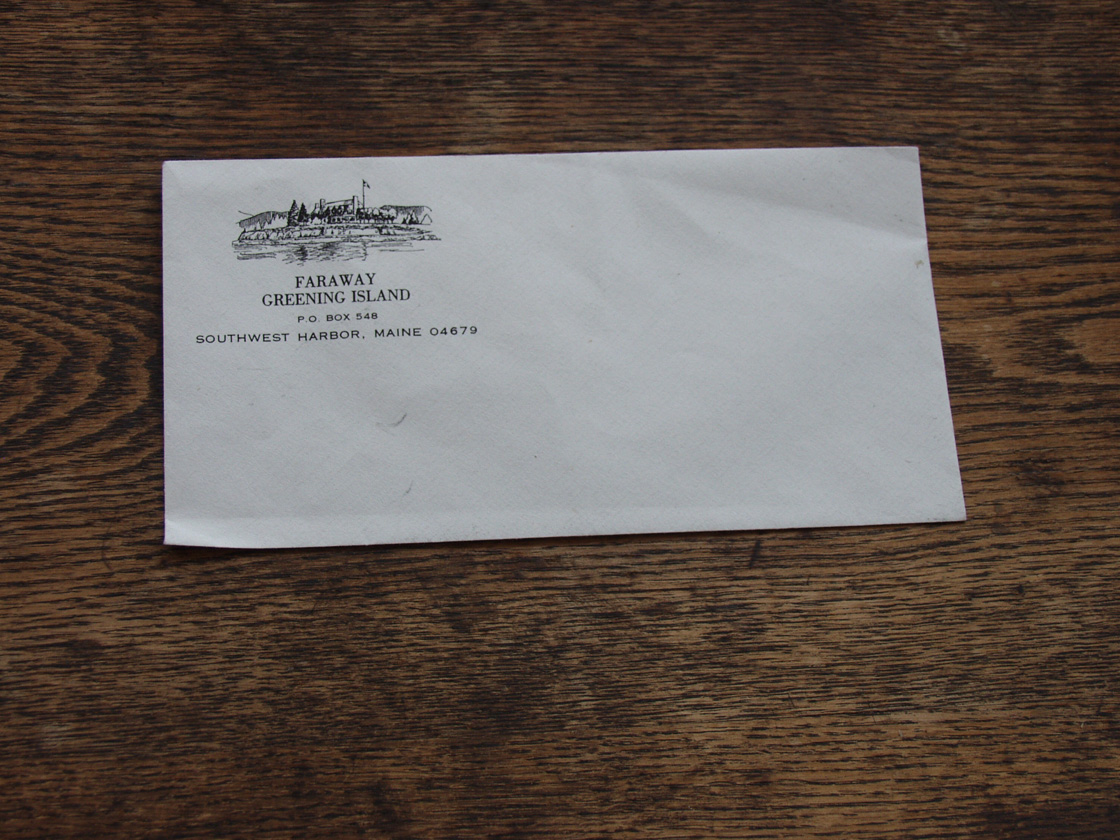 FARAWAY
GREENING ISLAND
P.O. BOX 548
SOUTHWEST HARBOR, MAINE 04679